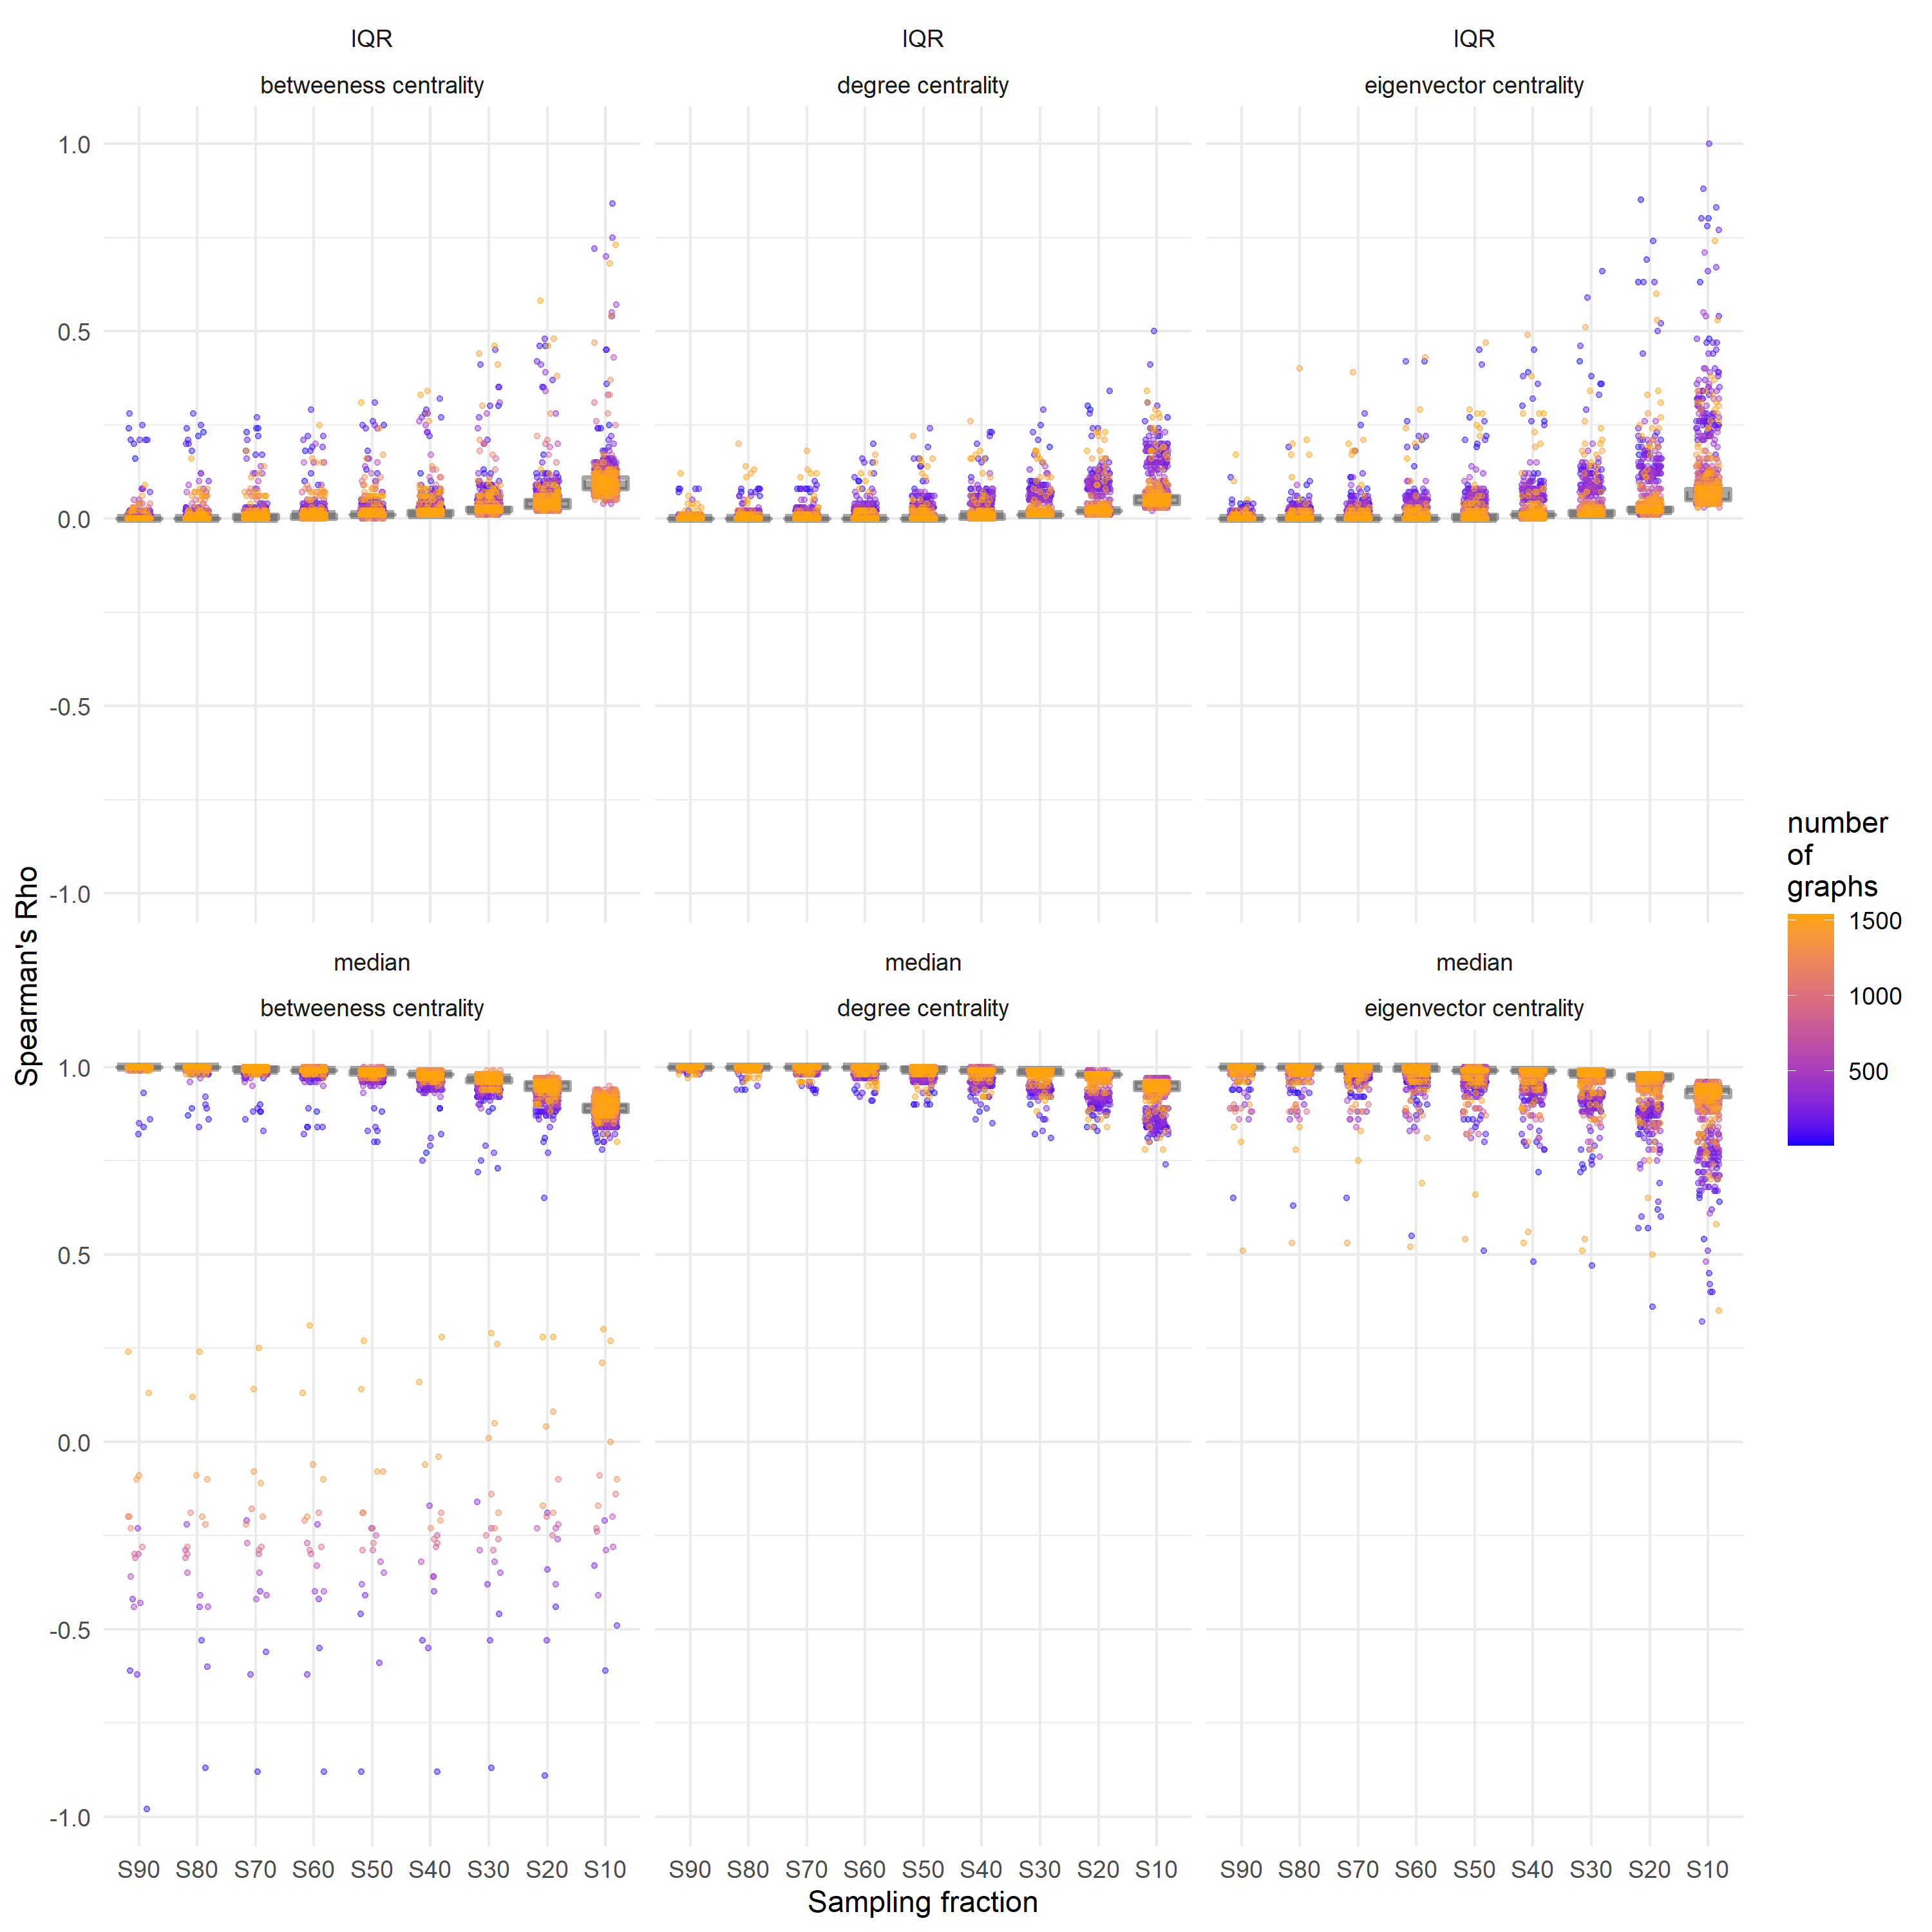 IQR
IQR
IQR
betweeness centrality
degree centrality
eigenvector centrality
1.0
0.5
0.0
-0.5
-1.0
median
median
median
betweeness centrality
degree centrality
eigenvector centrality
1.0
0.5
0.0
-0.5
-1.0
Spearman's Rho
S90 S80 S70 S60 S50 S40 S30 S20 S10
S90 S80 S70 S60 S50 S40 S30 S20 S10
S90 S80 S70 S60 S50 S40 S30 S20 S10
Sampling fraction
number
of
graphs
1500
1000
500